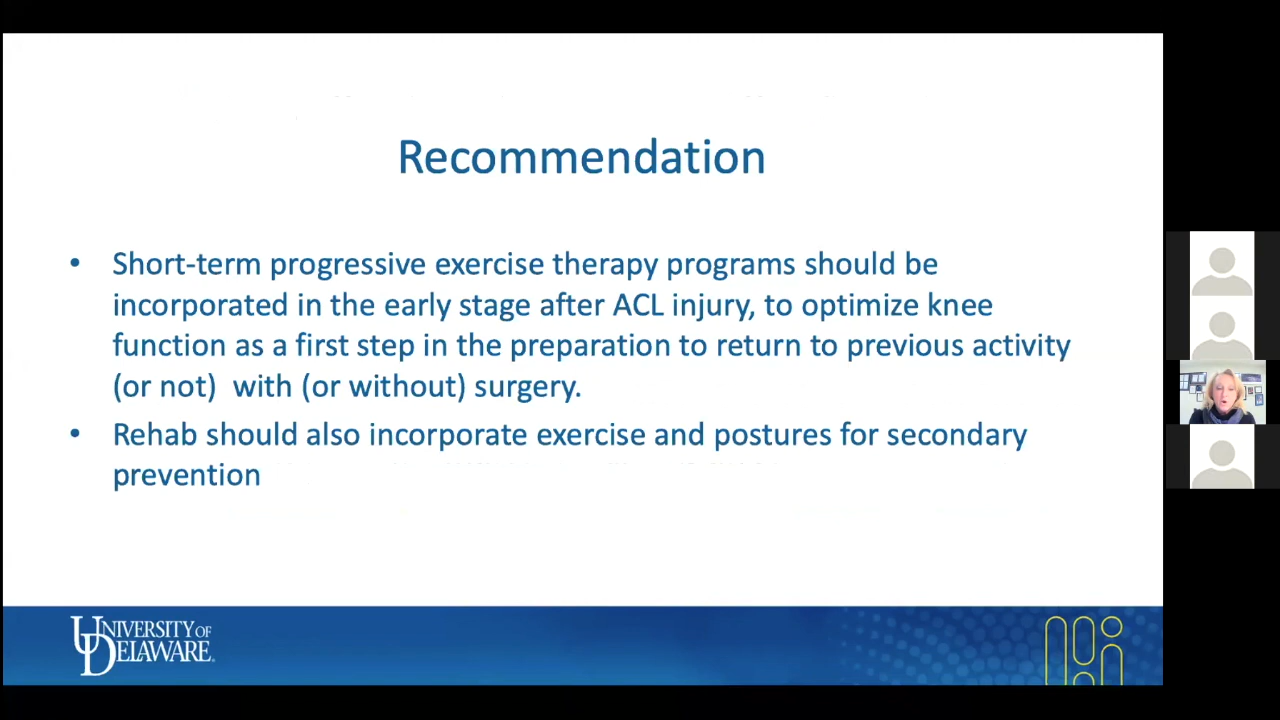 Recommendation
• Short-term progressive exercise therapy programs should be
incorporated in the early stage after ACL injury, to optimize knee
function as a first step in the preparation to return to previous activity
(or not)  with (or without) surgery.
• Rehab should also incorporate exercise and postures for secondary
prevention
UNIVERSITY OF
DELAWARE